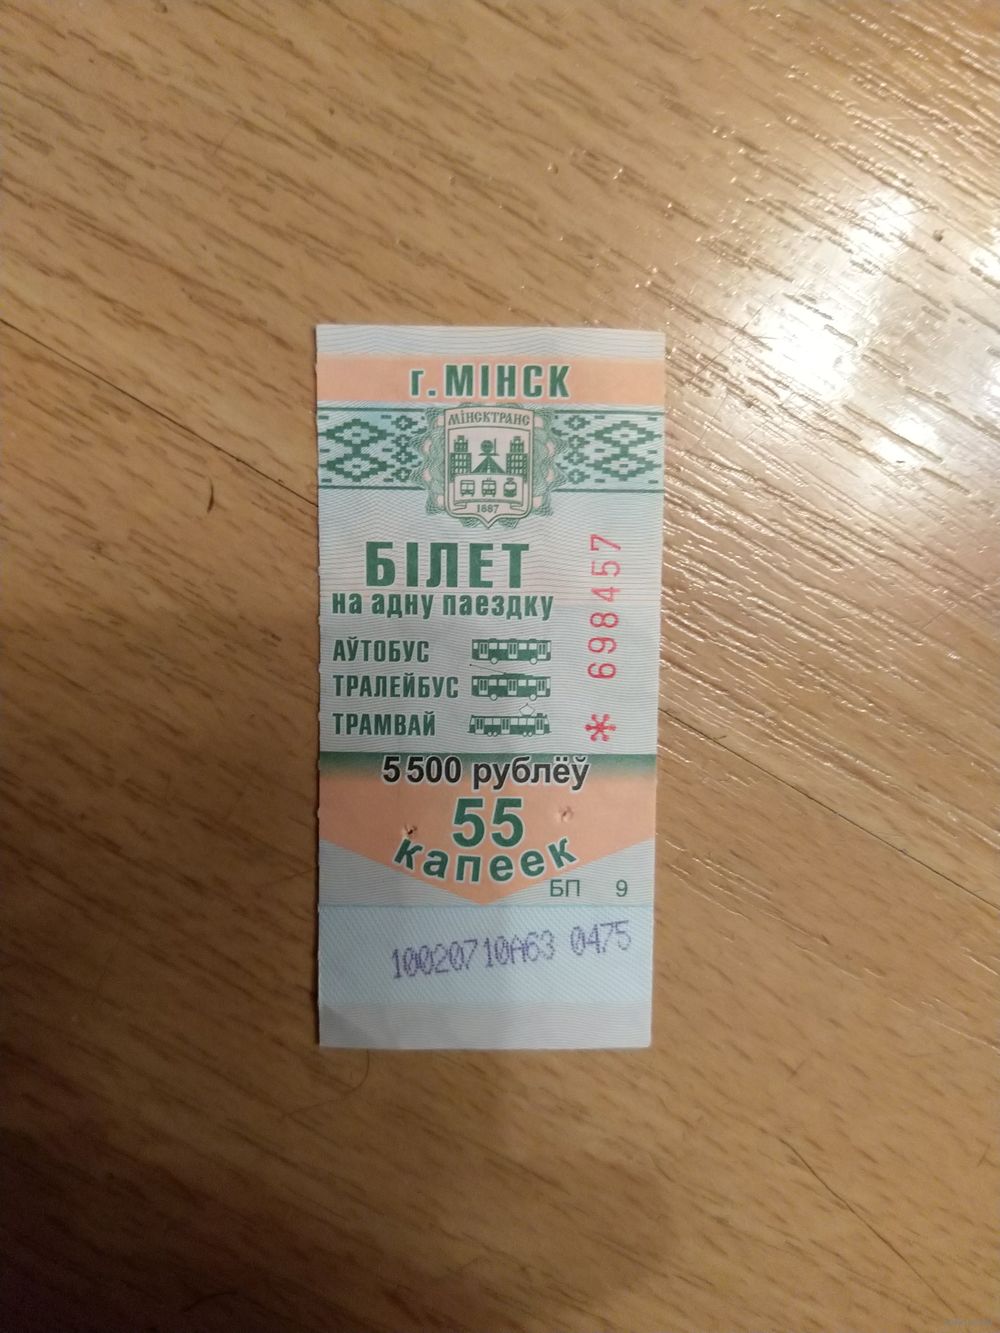 г. МІНСК
МІНСКТРАНС
1887
БІЛЕТ
на адну паездку
АЎТОБУС
ТРАЛЕЙБУС
ТРАМВАЙ
* 698457
5 500 рублёў
55
капеек
БП 9
10020710А63 0475